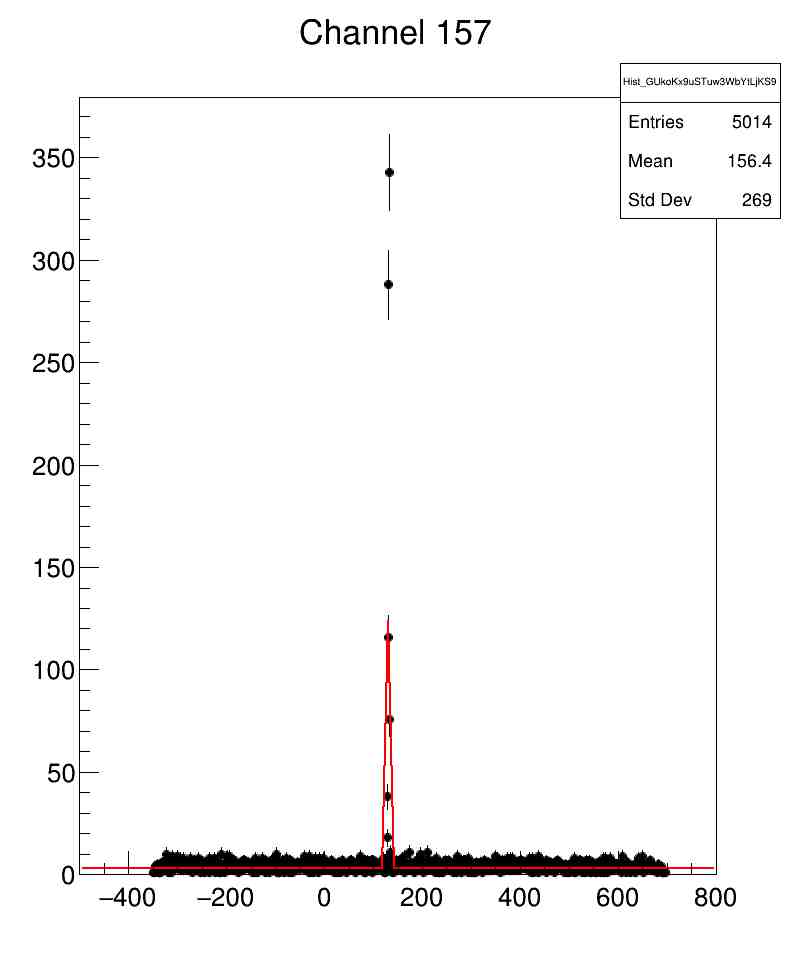 Channel 157
Hist_GUkoKx9uSTuw3WbYtLjKS9
Entries 5014
Mean 156.4
Std Dev 269
350
300
250
200
150
100
50
0
−400 −200 0 200 400 600 800